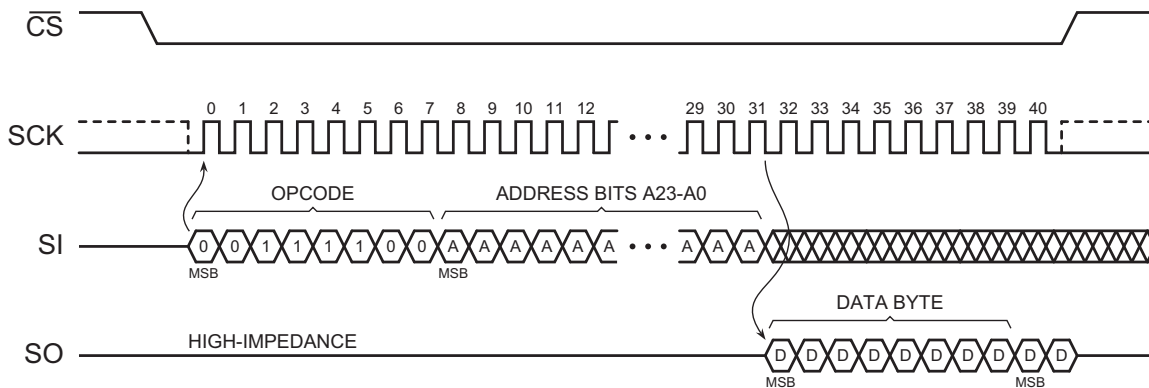 CS
0 1 2 3 4 5 6 7 8 9 10 11 12 29 30 31 32 33 34 35 36 37 38 39 40
SCK • • •
OPCODE ADDRESS BITS A23-A0
SI 0 0 1 1 1 1 0 0 A A A A A A • • • A A A
MSB MSB
DATA BYTE
HIGH-IMPEDANCE
SO D D D D D D D D D D
MSB MSB